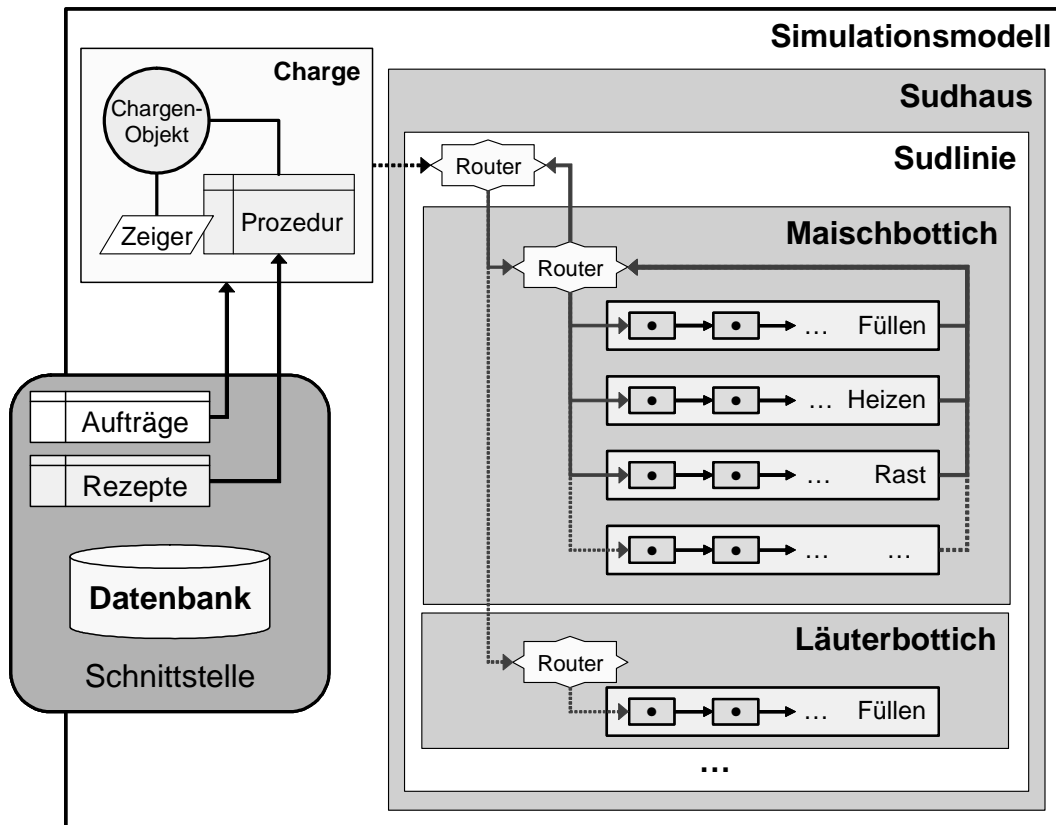 Simulationsmodell
Charge
Chargen-
Objekt
Zeiger
Prozedur
Sudhaus
Sudlinie
Router
Maischbottich
Router
... Füllen
... Heizen
... Rast
... ...
Aufträge
Rezepte
Datenbank
Schnittstelle
Läuterbottich
Router
... Füllen
...